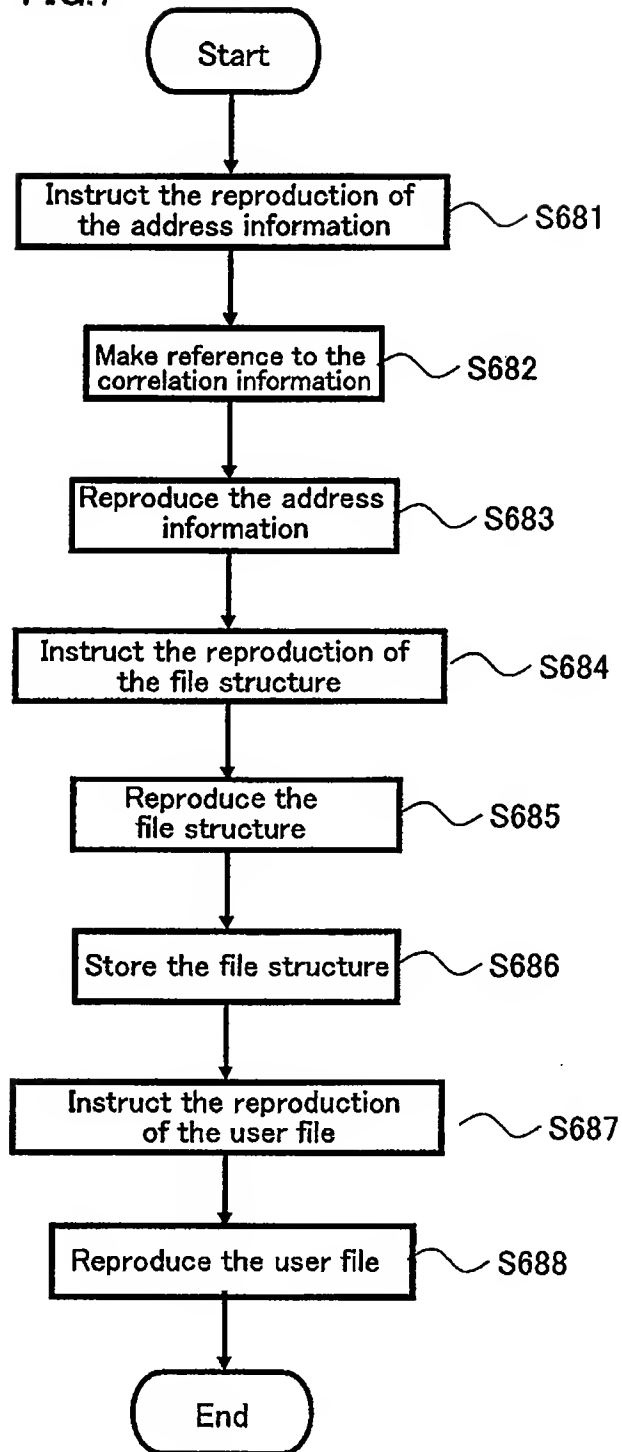 Start
Instruct the reproduction of
the address information
S681
Make reference to the
correlation information
S682
Reproduce the address
information
S683
Instruct the reproduction of
the file structure
S684
Reproduce the
file structure
S685
Store the file structure
S686
Instruct the reproduction
of the user file
S687
Reproduce the user file
S688
End